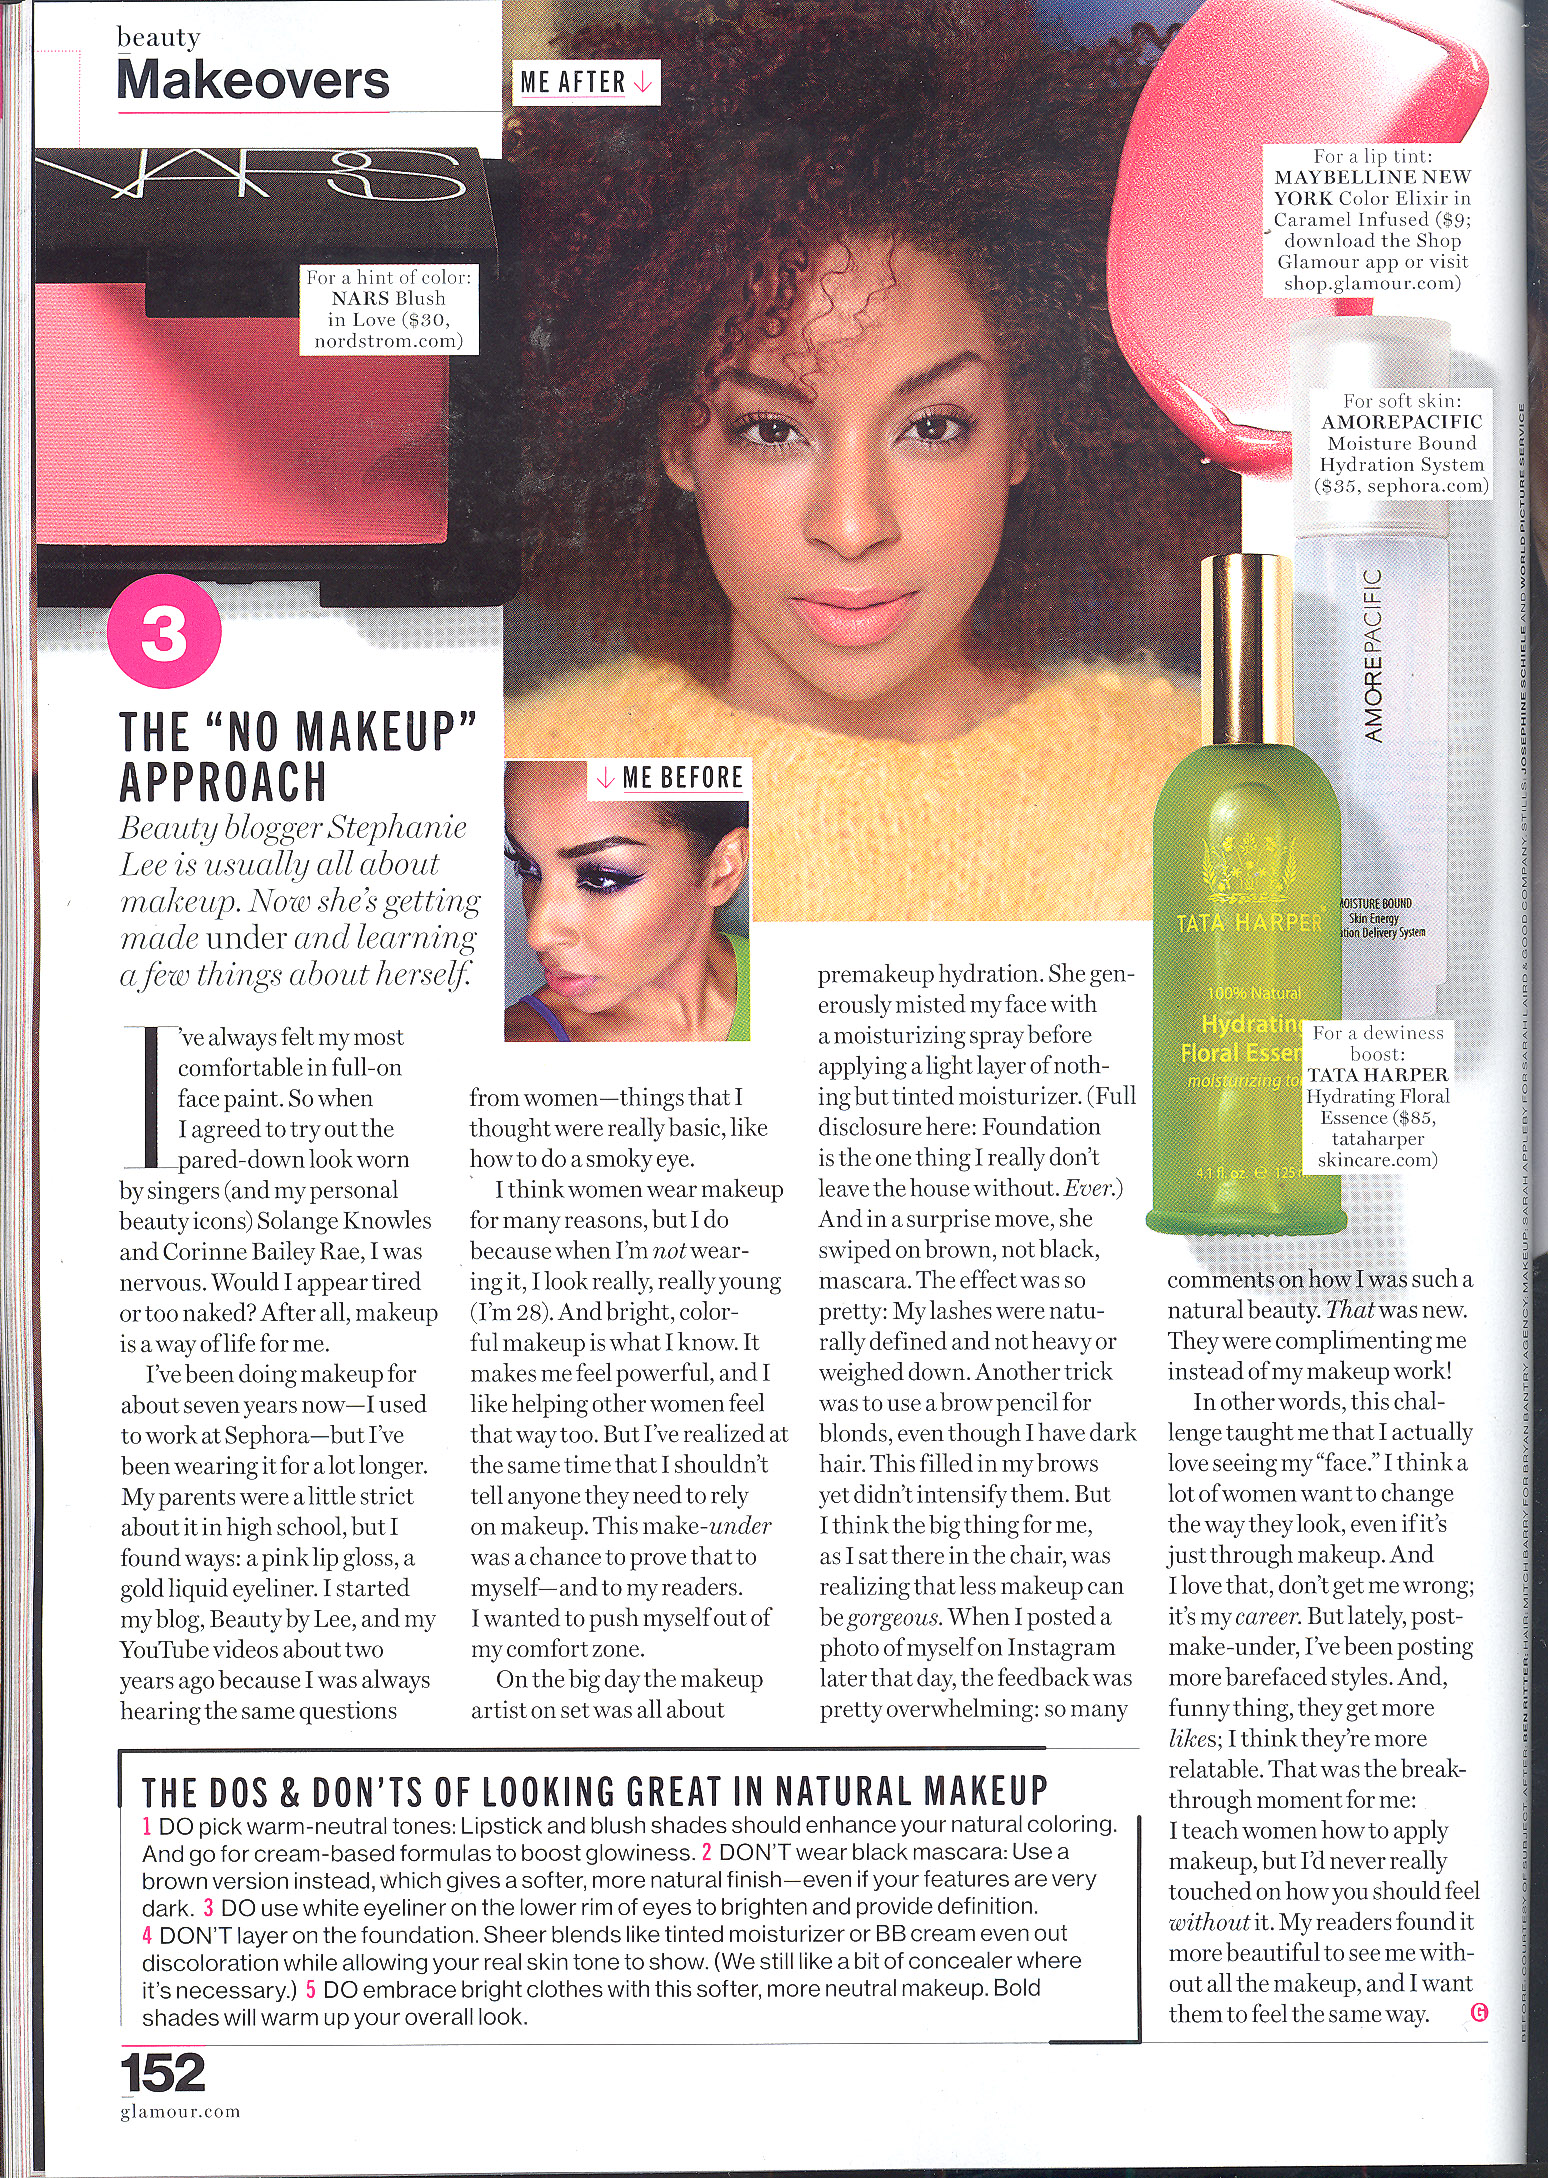 beauty
Makeovers
ME AFTER ↓
NARS
For a hint of color:
NARS Blush
in Love ($30,
nordstrom.com)
For a lip tint:
MAYBELLINE NEW
YORK Color Elixir in
Caramel Infused ($9;
download the Shop
Glamour app or visit
shop.glamour.com)
For soft skin:
AMOREPACIFIC
Moisture Bound
Hydration System
($35, sephora.com)
AMOREPACIFIC
MOISTURE BOUND
Skin Energy
Delivery System
TATA HARPER
100% Natural
Hydrating
Floral
moisturizing
4.1 fl. oz. e 125
For a dewiness
boost:
TATA HARPER
Hydrating Floral
Essence ($85,
tataharper
skincare.com)
3
THE “NO MAKEUP”
APPROACH
Beauty blogger Stephanie
Lee is usually all about
makeup. Now she’s getting
made under and learning
a few things about herself.
↓ ME BEFORE
I’ve always felt my most
comfortable in full-on
face paint. So when
I agreed to try out the
pared-down look worn
by singers (and my personal
beauty icons) Solange Knowles
and Corinne Bailey Rae, I was
nervous. Would I appear tired
or too naked? After all, makeup
is a way of life for me.
I’ve been doing makeup for
about seven years now—I used
to work at Sephora—but I’ve
been wearing it for a lot longer.
My parents were a little strict
about it in high school, but I
found ways: a pink lip gloss, a
gold liquid eyeliner. I started
my blog, Beauty by Lee, and my
YouTube videos about two
years ago because I was always
hearing the same questions
from women—things that I
thought were really basic, like
how to do a smoky eye.
I think women wear makeup
for many reasons, but I do
because when I’m not wear-
ing it, I look really, really young
(I’m 28). And bright, color-
ful makeup is what I know. It
makes me feel powerful, and I
like helping other women feel
that way too. But I’ve realized at
the same time that I shouldn’t
tell anyone they need to rely
on makeup. This make-under
was a chance to prove that to
myself—and to my readers.
I wanted to push myself out of
my comfort zone.
On the big day the makeup
artist on set was all about
premakeup hydration. She gen-
erously misted my face with
a moisturizing spray before
applying a light layer of noth-
ing but tinted moisturizer. (Full
disclosure here: Foundation
is the one thing I really don’t
leave the house without. Ever.)
And in a surprise move, she
swiped on brown, not black,
mascara. The effect was so
pretty: My lashes were natu-
rally defined and not heavy or
weighed down. Another trick
was to use a brow pencil for
blonds, even though I have dark
hair. This filled in my brows
yet didn’t intensify them. But
I think the big thing for me,
as I sat there in the chair, was
realizing that less makeup can
be gorgeous. When I posted a
photo of myself on Instagram
later that day, the feedback was
pretty overwhelming: so many
comments on how I was such a
natural beauty. That was new.
They were complimenting me
instead of my makeup work!
In other words, this chal-
lenge taught me that I actually
love seeing my “face.” I think a
lot of women want to change
the way they look, even if it’s
just through makeup. And
I love that, don’t get me wrong;
it’s my career. But lately, post-
make-under, I’ve been posting
more barefaced styles. And,
funny thing, they get more
likes; I think they’re more
relatable. That was the break-
through moment for me:
I teach women how to apply
makeup, but I’d never really
touched on how you should feel
without it. My readers found it
more beautiful to see me with-
out all the makeup, and I want
them to feel the same way. G
THE DOS & DON’TS OF LOOKING GREAT IN NATURAL MAKEUP
1 DO pick warm-neutral tones: Lipstick and blush shades should enhance your natural coloring.
And go for cream-based formulas to boost glowiness. 2 DON’T wear black mascara: Use a
brown version instead, which gives a softer, more natural finish—even if your features are very
dark. 3 DO use white eyeliner on the lower rim of eyes to brighten and provide definition.
4 DON’T layer on the foundation. Sheer blends like tinted moisturizer or BB cream even out
discoloration while allowing your real skin tone to show. (We still like a bit of concealer where
it’s necessary.) 5 DO embrace bright clothes with this softer, more neutral makeup. Bold
shades will warm up your overall look.
152
glamour.com
BEFORE: COURTESY OF SUBJECT. AFTER: BEN RITTER; HAIR: MITCH BARRY FOR BRYAN BANTRY AGENCY; MAKEUP: SARAH APPLEBY FOR SARAH LAIRD & GOOD COMPANY. STILLS: JOSEPHINE SCHIELE AND WORLD PICTURE SERVICE